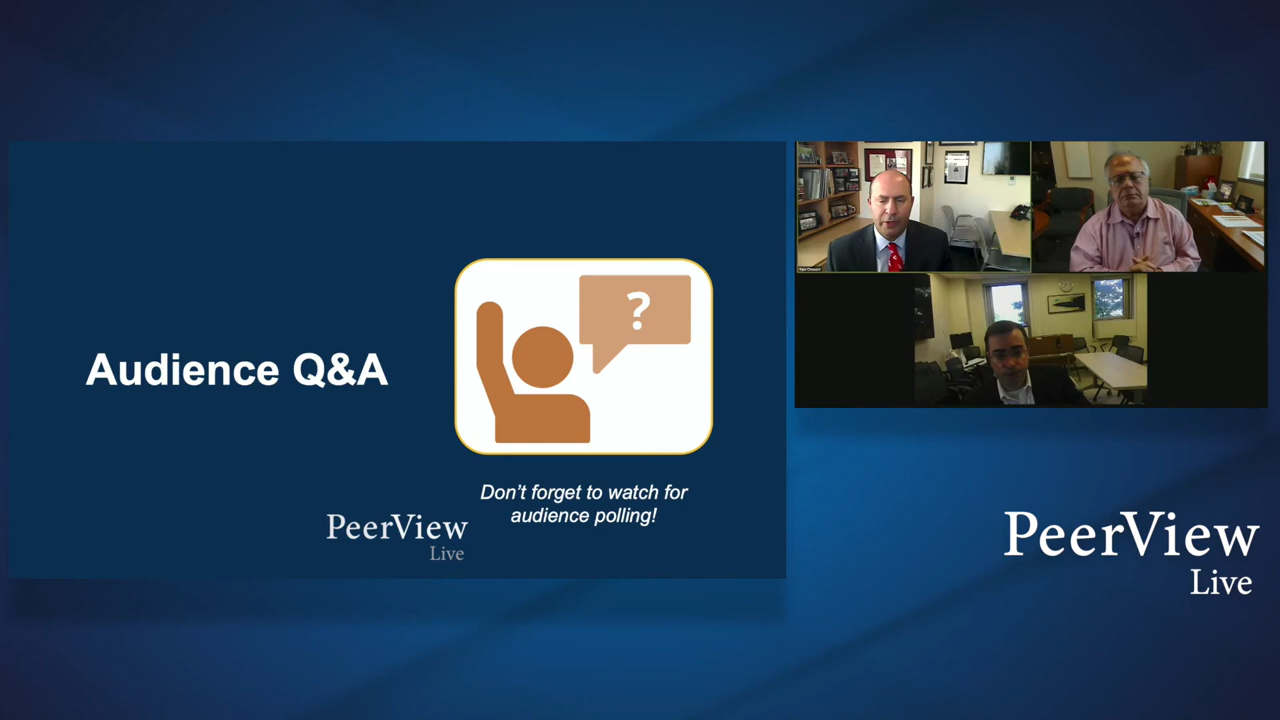 Audience Q&A
?
Don't forget to watch for
audience polling!
PeerView
Live
PeerView
Live